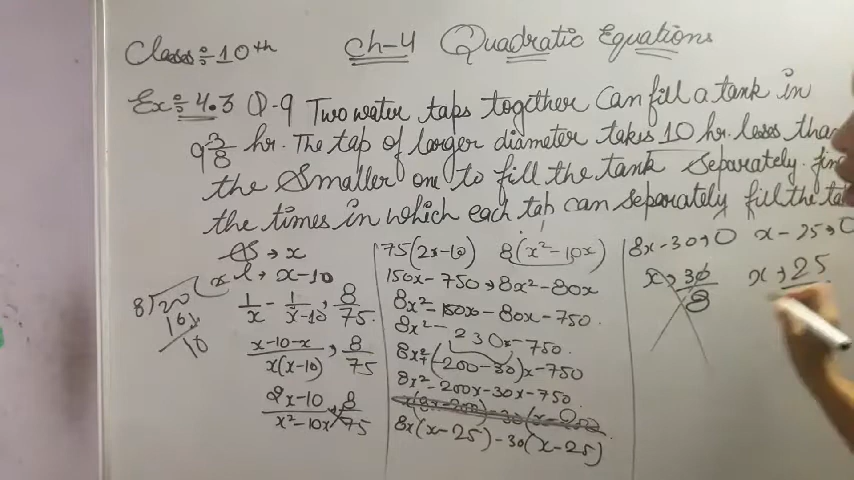 Class÷10th Ch-4 Quadratic Equations
Ex÷4.3 Q-9 Two water taps together Can fill a tank in
9 3/8 hr. The tap of larger diameter takes 10 hr. less than
the Smaller one to fill the tank Separately. find
the times in which each tap can separately fill the
x
l → x-10
8)20
16
10
1/x - 1/x-10, 8/75
x-10-x/x(x-10), 8/75
2x-10/x²-10x 8/75
75(2x-10) 8(x²-10x)
150x-750 → 8x²-80x
8x²-150x-80x-750
8x²-230x-750
8x²-(200-30)x-750
8x²-200x-30x-750
8x(x-25)-30(x-25)
8x-30, 0 x-25, 0
x, 30/8 x, 25